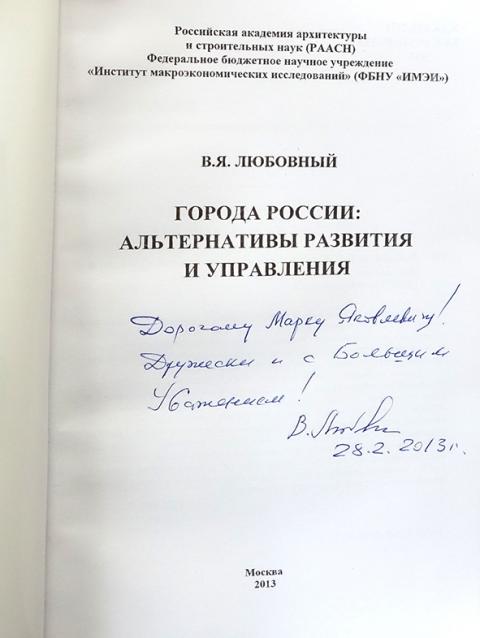 Российская академия архитектуры
и строительных наук (РААСН)
Федеральное бюджетное научное учреждение
«Институт макроэкономических исследований» (ФБНУ «ИМЭИ»)
В.Я. ЛЮБОВНЫЙ
ГОРОДА РОССИИ:
АЛЬТЕРНАТИВЫ РАЗВИТИЯ
И УПРАВЛЕНИЯ
Дорогому Марку Яковлевичу!
Дружески и с Большим
Уважением!
В. Любов
28.2.2013г.
Москва
2013